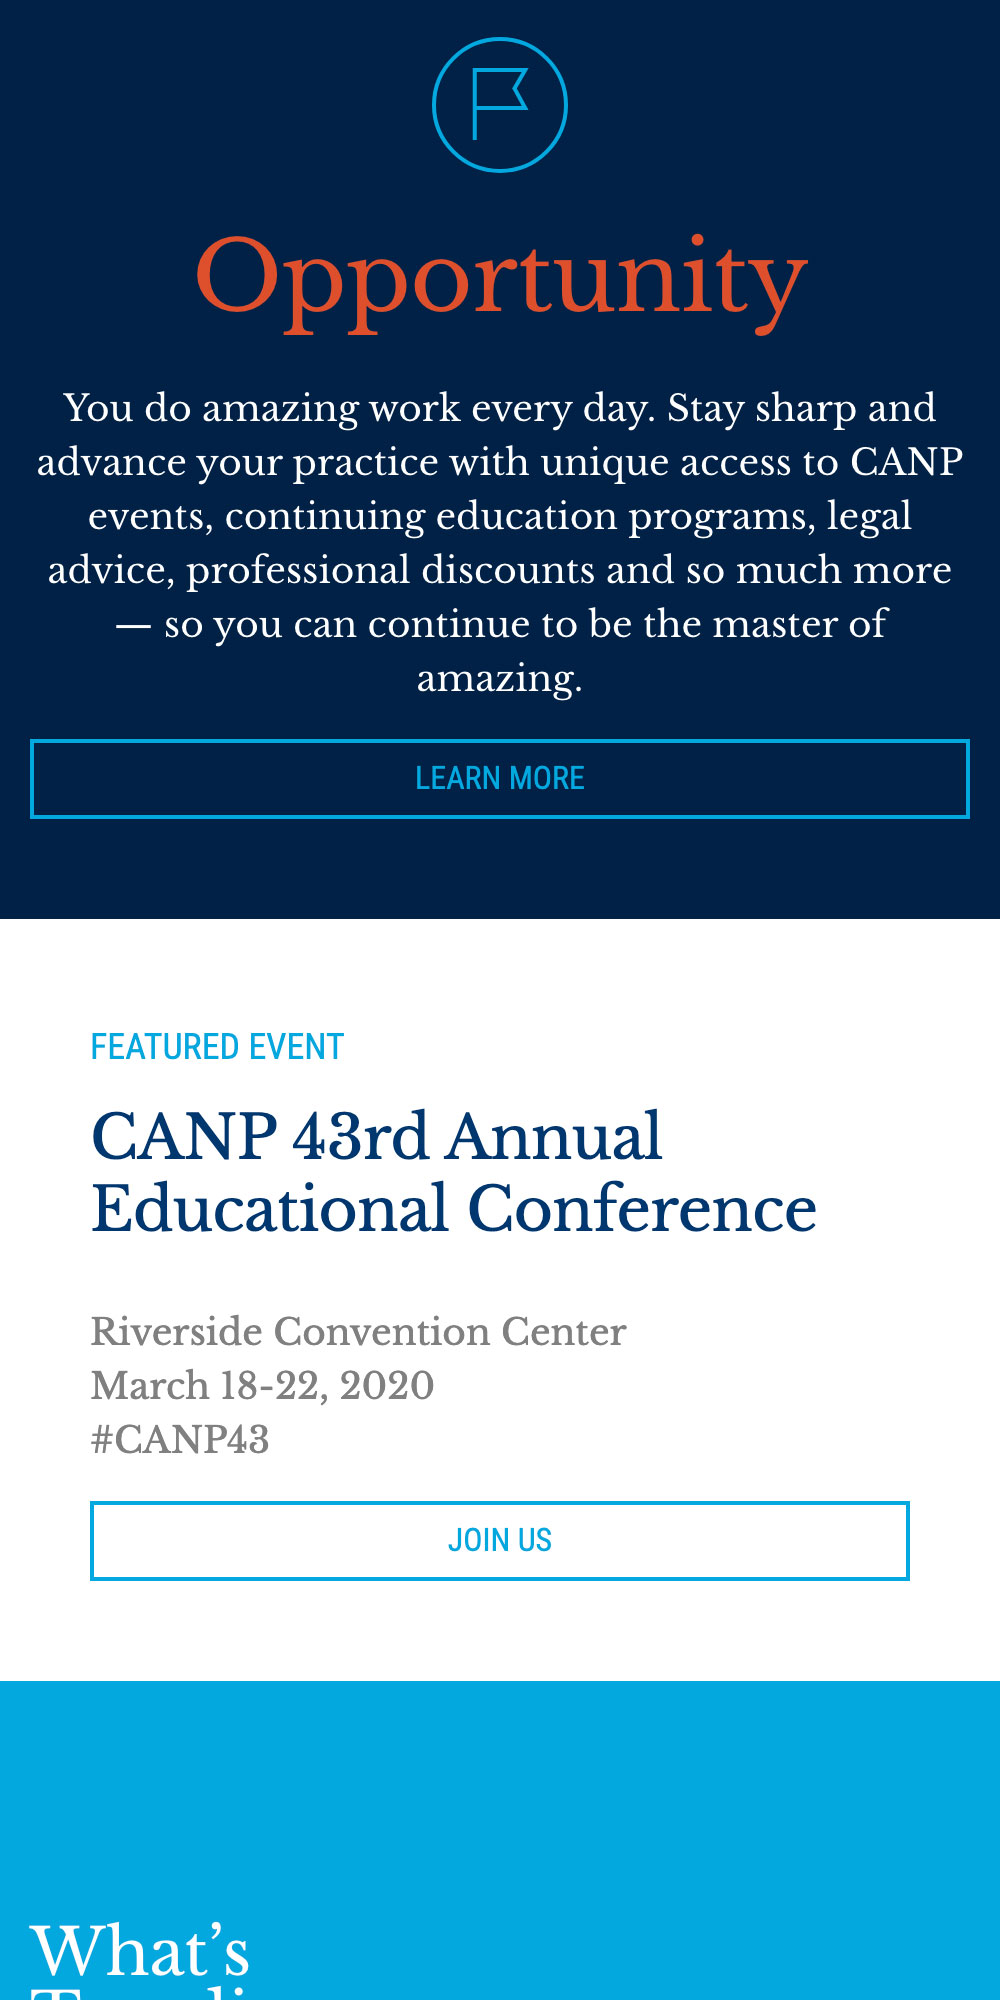 Opportunity
You do amazing work every day. Stay sharp and
advance your practice with unique access to CANP
events, continuing education programs, legal
advice, professional discounts and so much more
— so you can continue to be the master of
amazing.
LEARN MORE
FEATURED EVENT
CANP 43rd Annual
Educational Conference
Riverside Convention Center
March 18-22, 2020
#CANP43
JOIN US
What’s